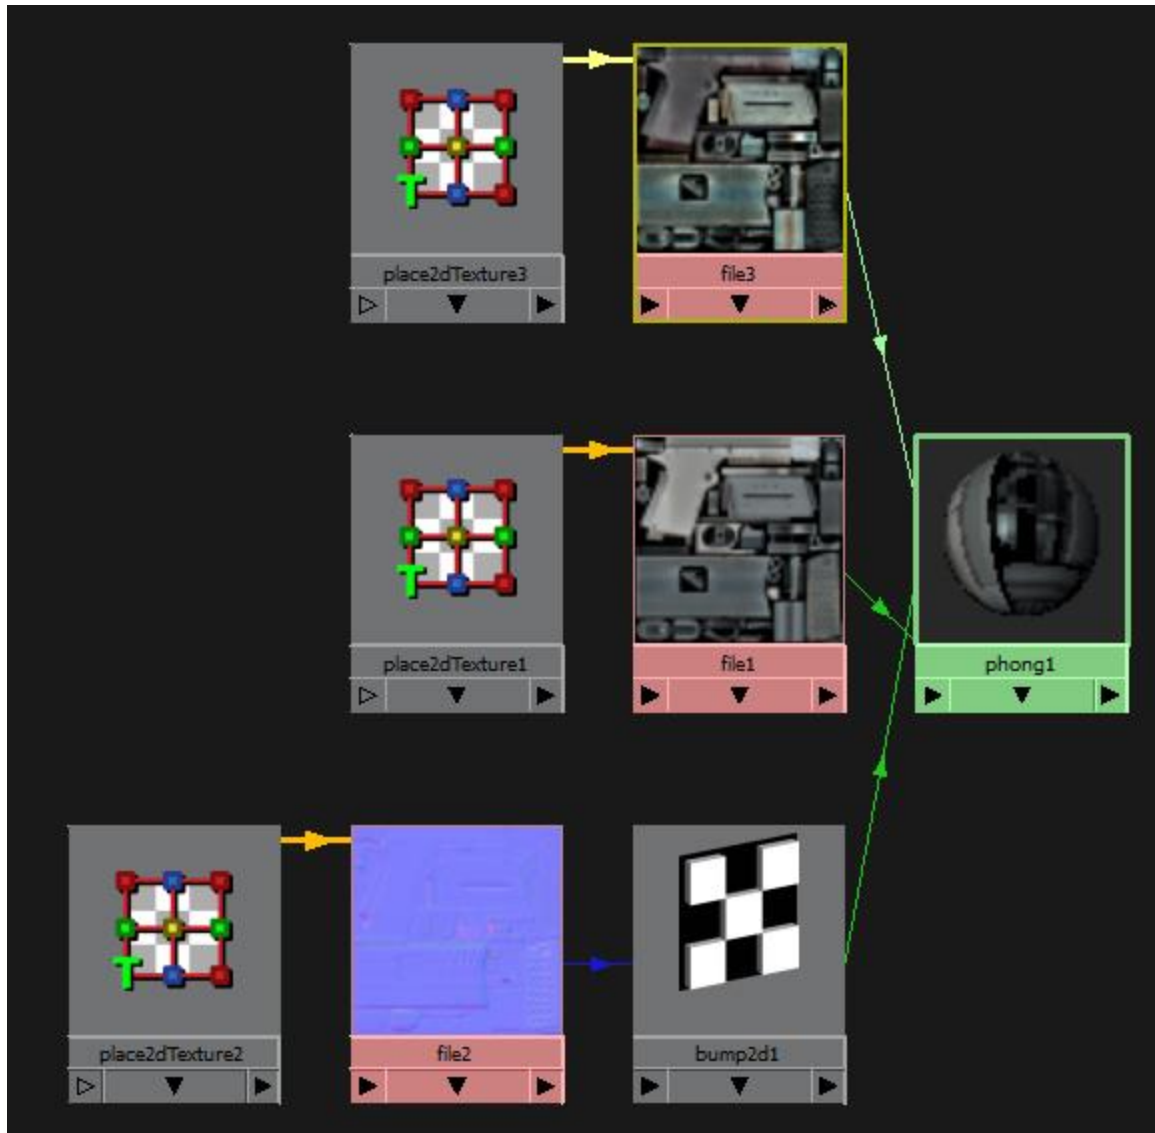 place2dTexture3
file3
place2dTexture1
file1
phong1
place2dTexture2
file2
bump2d1